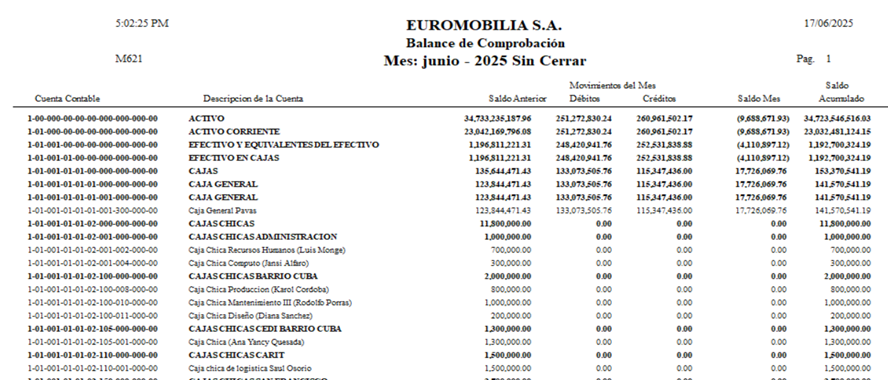 5:02:25 PM EUROMOBILIA S.A. 17/06/2025
Balance de Comprobación
M621 Mes: junio - 2025 Sin Cerrar Pag. 1
Movimientos del Mes Saldo
Cuenta Contable Descripcion de la Cuenta Saldo Anterior Débitos Créditos Saldo Mes Acumulado
1-00-000-00-00-00-000-000-000-00 ACTIVO 34,733,235,187.96 251,272,830.24 260,961,502.17 (9,688,671.93) 34,723,546,516.03
1-01-000-00-00-00-000-000-000-00 ACTIVO CORRIENTE 23,042,169,796.08 251,272,830.24 260,961,502.17 (9,688,671.93) 23,032,481,124.15
1-01-001-00-00-00-000-000-000-00 EFECTIVO Y EQUIVALENTES DEL EFECTIVO 1,196,811,221.31 248,420,941.76 252,531,838.88 (4,110,897.12) 1,192,700,324.19
1-01-001-01-00-00-000-000-000-00 EFECTIVO EN CAJAS 1,196,811,221.31 248,420,941.76 252,531,838.88 (4,110,897.12) 1,192,700,324.19
1-01-001-01-01-00-000-000-000-00 CAJAS 135,644,471.43 133,073,505.76 115,347,436.00 17,726,069.76 153,370,541.19
1-01-001-01-01-01-000-000-000-00 CAJA GENERAL 123,844,471.43 133,073,505.76 115,347,436.00 17,726,069.76 141,570,541.19
1-01-001-01-01-01-001-000-000-00 CAJA GENERAL 123,844,471.43 133,073,505.76 115,347,436.00 17,726,069.76 141,570,541.19
1-01-001-01-01-01-001-300-000-00 Caja General Pavas 123,844,471.43 133,073,505.76 115,347,436.00 17,726,069.76 141,570,541.19
1-01-001-01-01-02-000-000-000-00 CAJAS CHICAS 11,800,000.00 0.00 0.00 0.00 11,800,000.00
1-01-001-01-01-02-001-000-000-00 CAJAS CHICAS ADMINISTRACION 1,000,000.00 0.00 0.00 0.00 1,000,000.00
1-01-001-01-01-02-001-002-000-00 Caja Chica Recursos Humanos (Luis Monge) 700,000.00 0.00 0.00 0.00 700,000.00
1-01-001-01-01-02-001-004-000-00 Caja Chica Computo (Jansi Alfaro) 300,000.00 0.00 0.00 0.00 300,000.00
1-01-001-01-01-02-100-000-000-00 CAJAS CHICAS BARRIO CUBA 2,000,000.00 0.00 0.00 0.00 2,000,000.00
1-01-001-01-01-02-100-008-000-00 Caja Chica Produccion (Karol Cordoba) 800,000.00 0.00 0.00 0.00 800,000.00
1-01-001-01-01-02-100-010-000-00 Caja Chica Mantenimiento III (Rodolfo Porras) 1,000,000.00 0.00 0.00 0.00 1,000,000.00
1-01-001-01-01-02-100-011-000-00 Caja Chica Diseño (Diana Sanchez) 200,000.00 0.00 0.00 0.00 200,000.00
1-01-001-01-01-02-105-000-000-00 CAJAS CHICAS CEDI BARRIO CUBA 1,300,000.00 0.00 0.00 0.00 1,300,000.00
1-01-001-01-01-02-105-001-000-00 Caja Chica (Ana Yancy Quesada) 1,300,000.00 0.00 0.00 0.00 1,300,000.00
1-01-001-01-01-02-110-000-000-00 CAJAS CHICAS CARIT 1,500,000.00 0.00 0.00 0.00 1,500,000.00
1-01-001-01-01-02-110-001-000-00 Caja chica de logística Saul Osorio 1,500,000.00 0.00 0.00 0.00 1,500,000.00